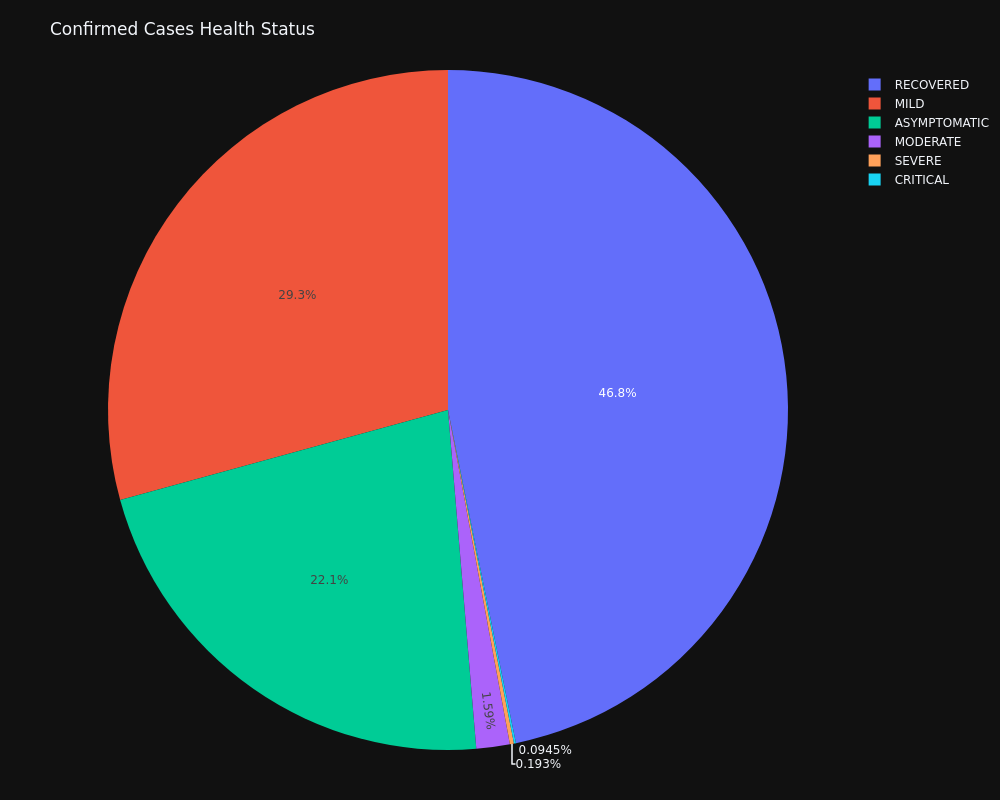 Confirmed Cases Health Status
RECOVERED
MILD
ASYMPTOMATIC
MODERATE
SEVERE
CRITICAL
29.3%
46.8%
22.1%
1.59%
0.0945%
0.193%